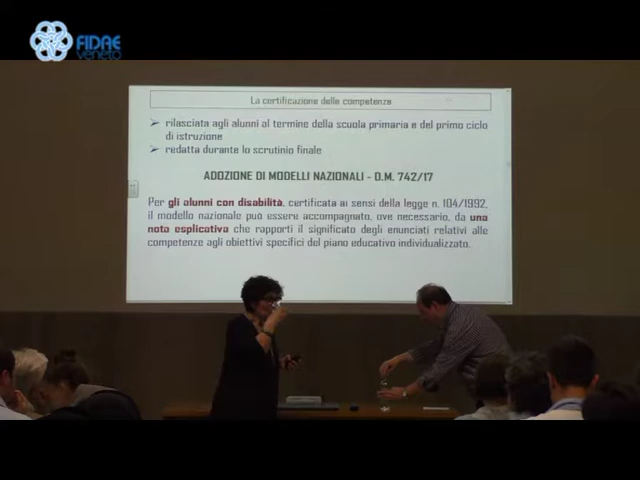 FIDAE
veneto
La certificazione delle competenze
rilasciata agli alunni al termine della scuola primaria e del primo ciclo
di istruzione
redatta durante lo scrutinio finale
ADOZIONE DI MODELLI NAZIONALI - D.M. 742/17
Per gli alunni con disabilità, certificata ai sensi della legge n. 104/1992,
il modello nazionale può essere accompagnato, ove necessario, da una
nota esplicativa che rapporti il significato degli enunciati relativi alle
competenze agli obiettivi specifici del piano educativo individualizzato.